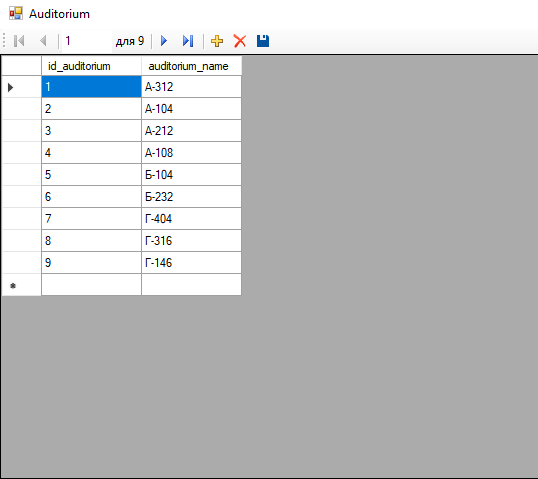 Auditorium
1 для 9
id_auditorium auditorium_name
1 А-312
2 А-104
3 А-212
4 А-108
5 Б-104
6 Б-232
7 Г-404
8 Г-316
9 Г-146